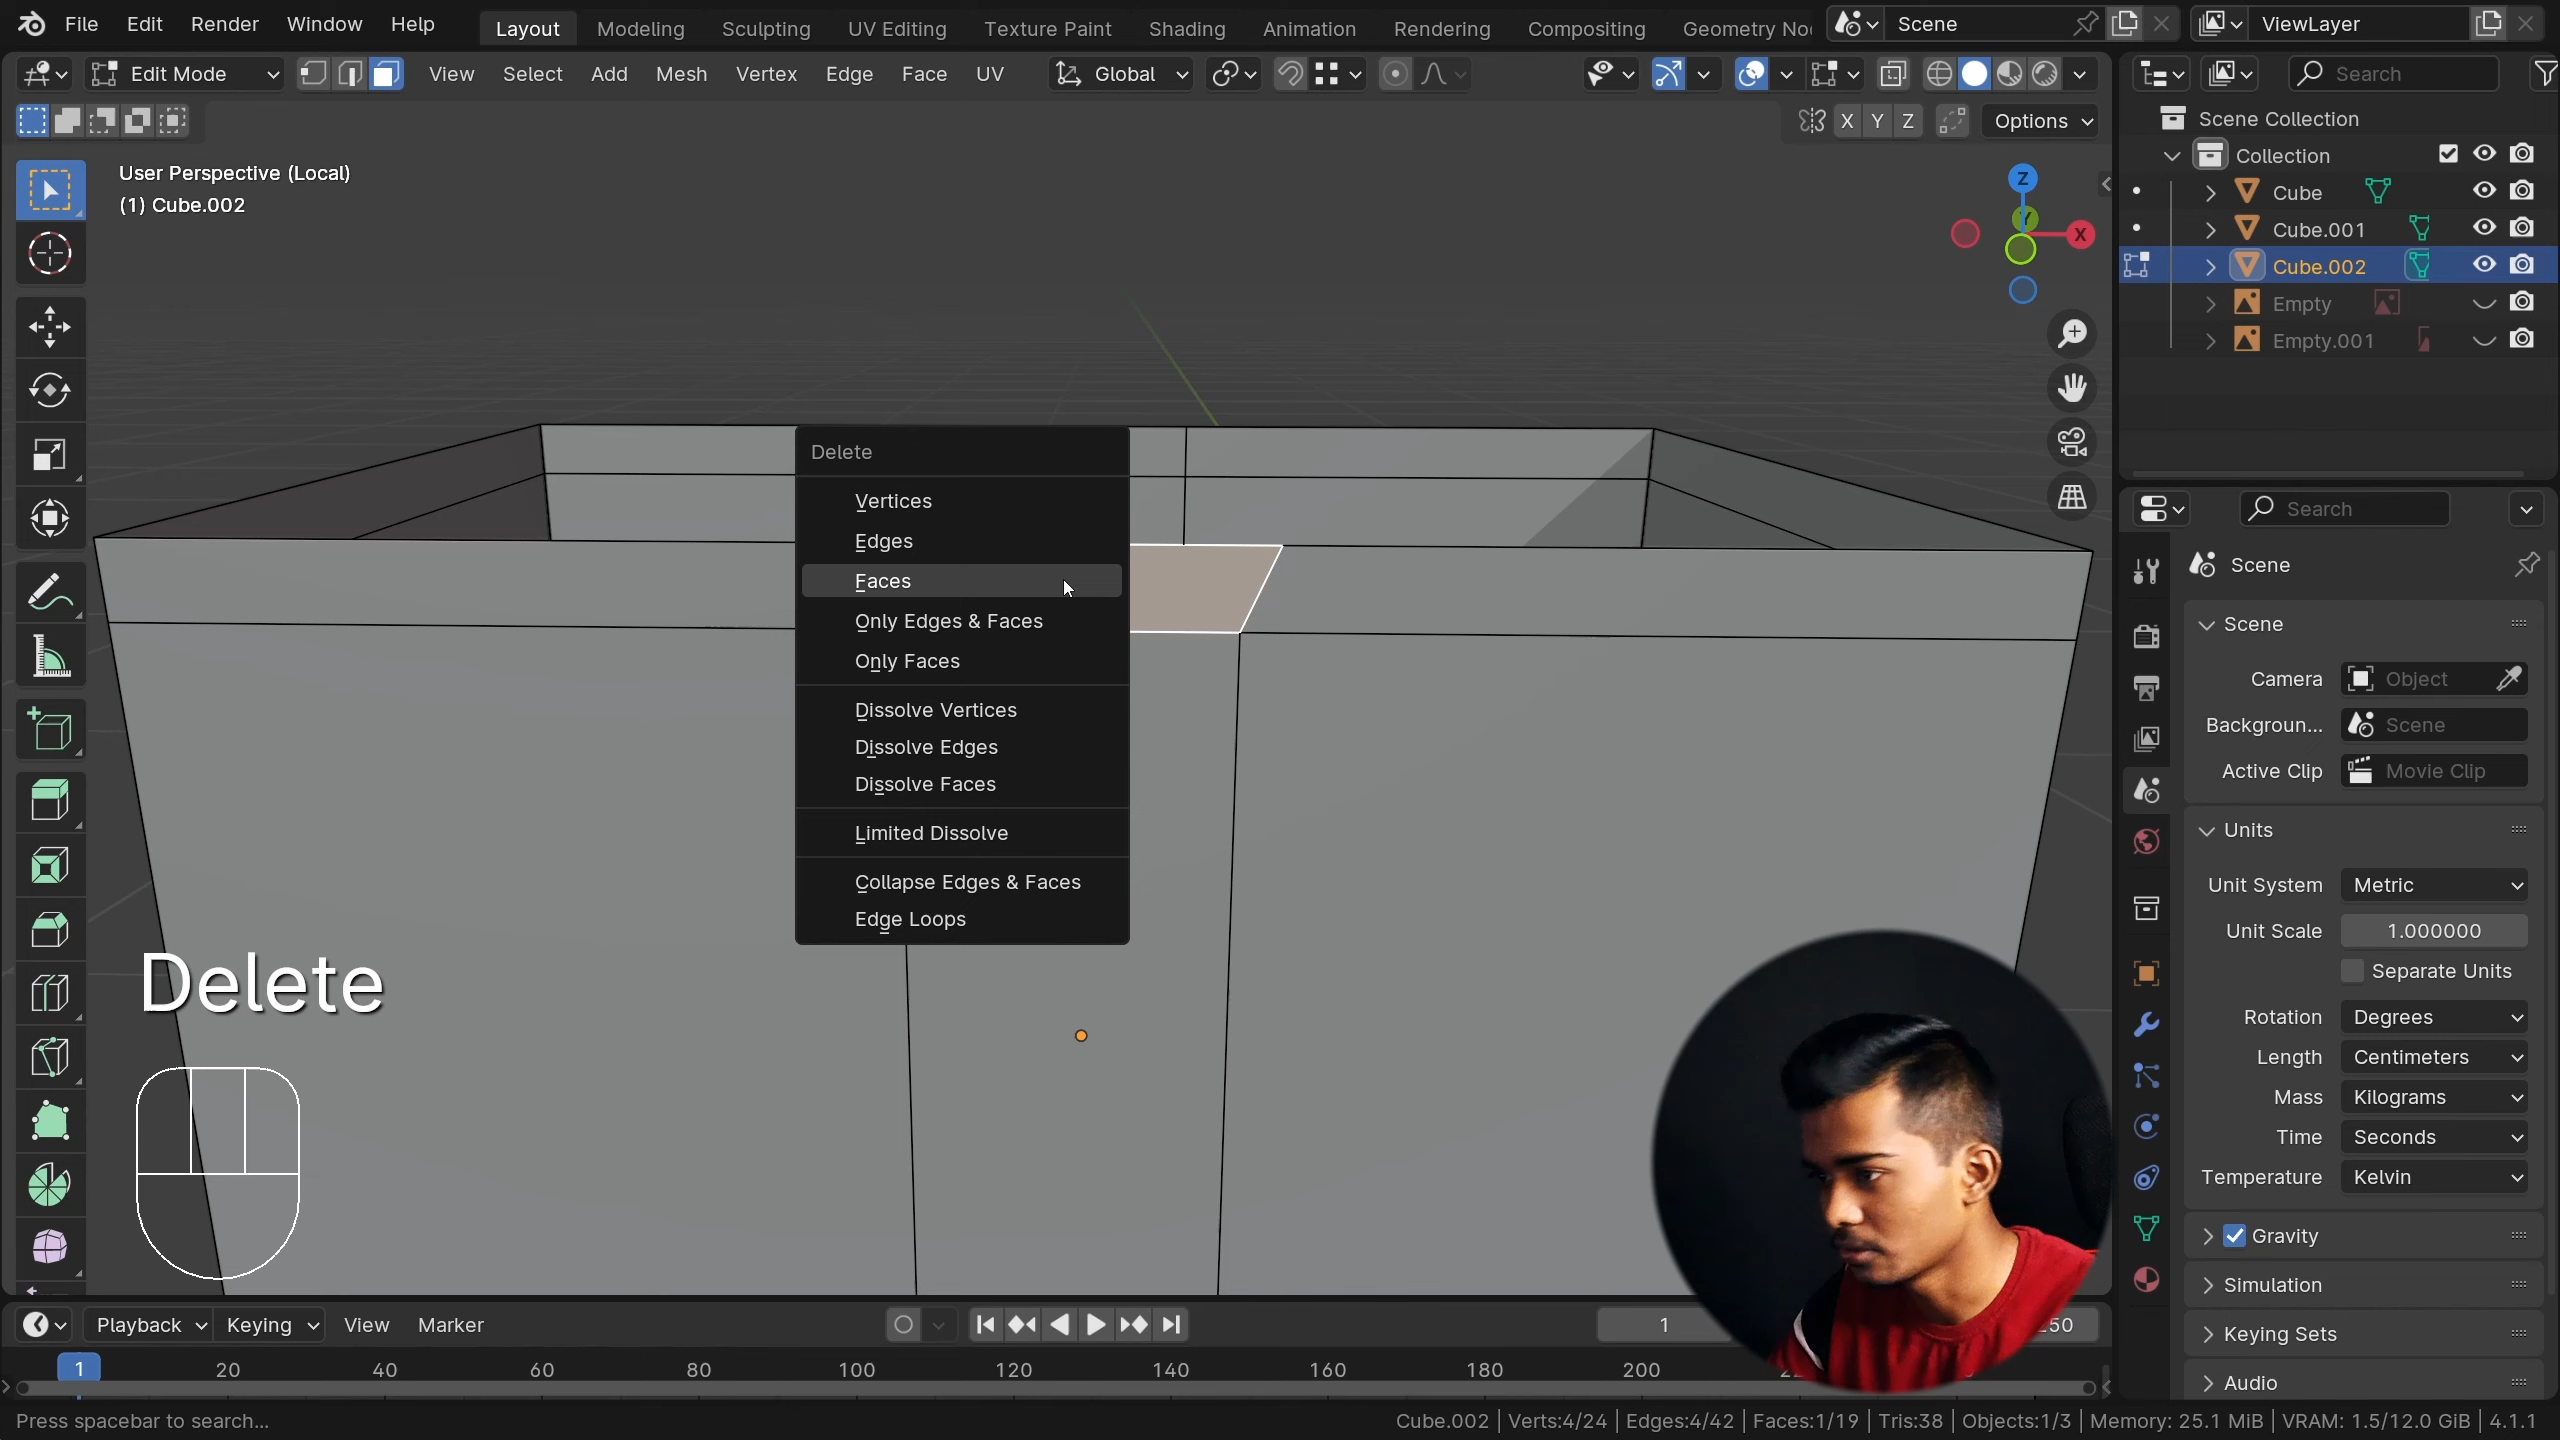 File Edit Render Window Help Layout Modeling Sculpting UV Editing Texture Paint Shading Animation Rendering Compositing Geometry No Scene ViewLayer
Edit Mode View Select Add Mesh Vertex Edge Face UV Global Search
X Y Z Options
User Perspective (Local)
(1) Cube.002
Z
Y
X
Scene Collection
Collection
Cube
Cube.001
Cube.002
Empty
Empty.001
Delete
Vertices
Edges
Faces
Only Edges & Faces
Only Faces
Dissolve Vertices
Dissolve Edges
Dissolve Faces
Limited Dissolve
Collapse Edges & Faces
Edge Loops
Delete
Search
Scene
Scene
Camera Object
Backgroun... Scene
Active Clip Movie Clip
Units
Unit System Metric
Unit Scale 1.000000
Separate Units
Rotation Degrees
Length Centimeters
Mass Kilograms
Time Seconds
Temperature Kelvin
Gravity
Simulation
Keying Sets
Audio
Playback Keying View Marker 1 50
1 20 40 60 80 100 120 140 160 180 200
Press spacebar to search... Cube.002 | Verts:4/24 | Edges:4/42 | Faces:1/19 | Tris:38 | Objects:1/3 | Memory: 25.1 MiB | VRAM: 1.5/12.0 GiB | 4.1.1